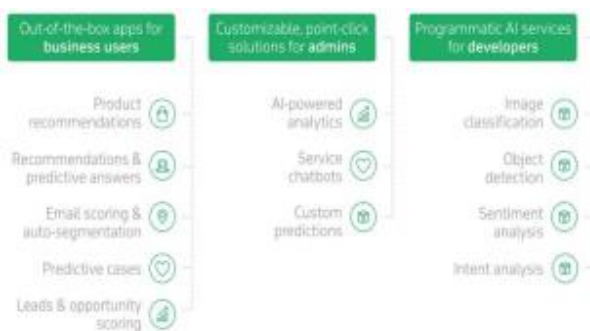 Out-of-the-box apps for
business users
Product
recommendations
Recommendations &
predictive answers
Email scoring &
auto-segmentation
Predictive cases
Leads & opportunity
scoring
Customizable, point-click
solutions for admins
AI-powered
analytics
Service
chatbots
Custom
predictions
Programmatic AI services
for developers
Image
classification
Object
detection
Sentiment
analysis
Intent analysis